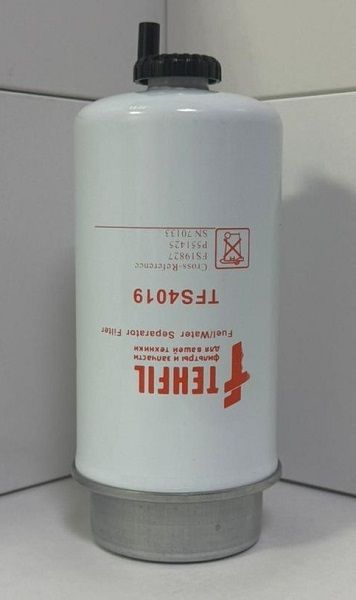 TEHFIL
фильтры и запчасти
для вашей техники
Fuel/Water Separator Filter
TFS4019
Cross-Reference
FS19827
P551425
SN 70133